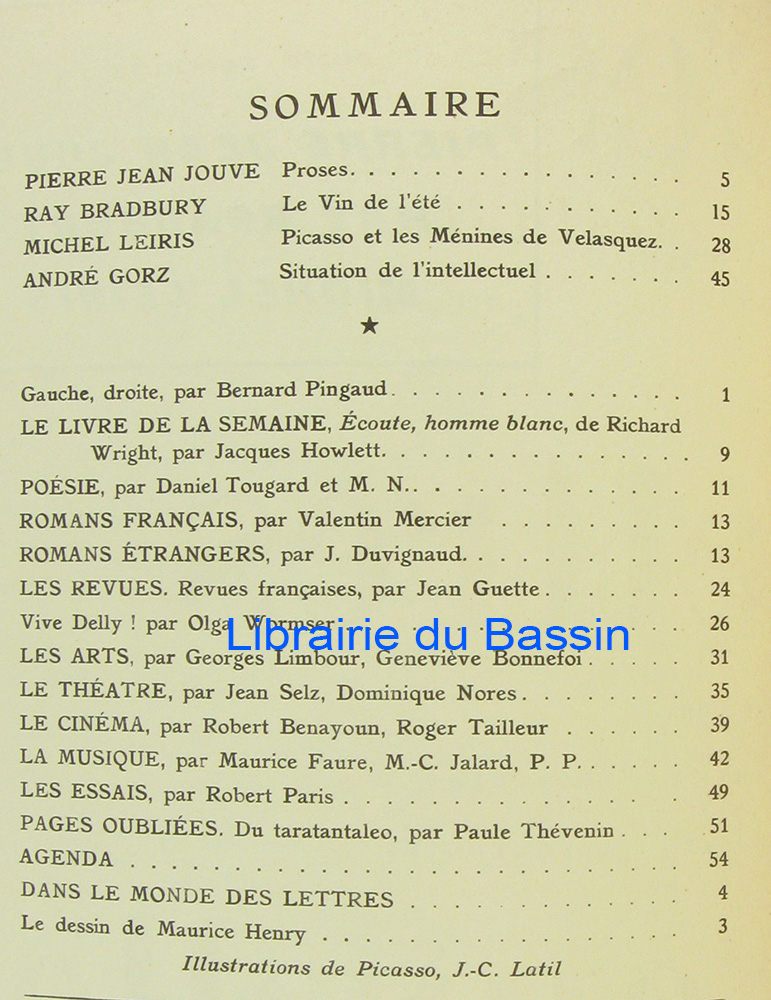 SOMMAIRE
PIERRE JEAN JOUVE Proses. . . . . . . . . . . . . . . . 5
RAY BRADBURY Le Vin de l'été . . . . . . . . . . . 15
MICHEL LEIRIS Picasso et les Ménines de Velasquez. . 28
ANDRÉ GORZ Situation de l'intellectuel . . . . . . . 45
★
Gauche, droite, par Bernard Pingaud. . . . . . . . . . . . . . 1
LE LIVRE DE LA SEMAINE, Écoute, homme blanc, de Richard
Wright, par Jacques Howlett. . . . . . . . . . . . . . . 9
POÉSIE, par Daniel Tougard et M. N.. . . . . . . . . . . . . 11
ROMANS FRANÇAIS, par Valentin Mercier . . . . . . . . . 13
ROMANS ÉTRANGERS, par J. Duvignaud. . . . . . . . . . 13
LES REVUES. Revues françaises, par Jean Guette . . . . . . . 24
Vive Delly ! par Olga Wormser . . . . . . . . . . . . . . . 26
Librairie du Bassin
LES ARTS, par Georges Limbour, Geneviève Bonnefoi . . . . . 31
LE THÉATRE, par Jean Selz, Dominique Nores . . . . . . . . 35
LE CINÉMA, par Robert Benayoun, Roger Tailleur . . . . . . 39
LA MUSIQUE, par Maurice Faure, M.-C. Jalard, P. P. . . . . . 42
LES ESSAIS, par Robert Paris . . . . . . . . . . . . . . . 49
PAGES OUBLIÉES. Du taratantaleo, par Paule Thévenin . . . 51
AGENDA . . . . . . . . . . . . . . . . . . . . . . . 54
DANS LE MONDE DES LETTRES . . . . . . . . . . . 4
Le dessin de Maurice Henry . . . . . . . . . . . . . . . . 3
Illustrations de Picasso, J.-C. Latil